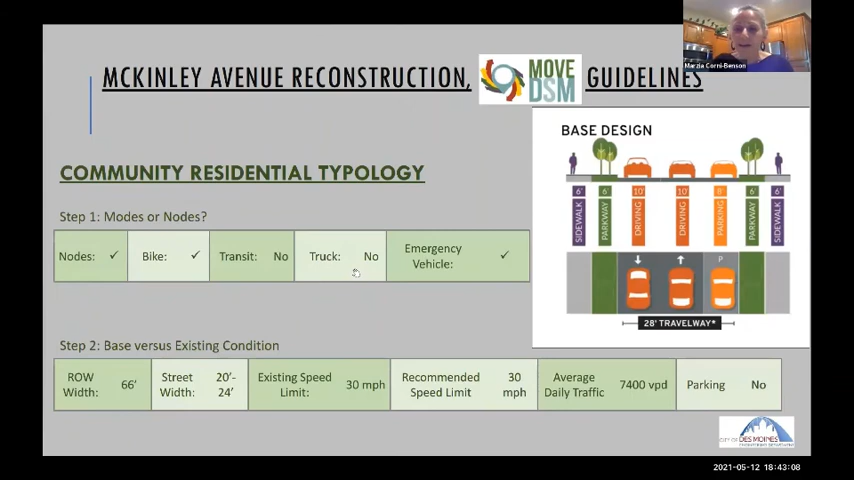 Marzia Corni-Benson
MCKINLEY AVENUE RECONSTRUCTION, MOVE DSM GUIDELINES
COMMUNITY RESIDENTIAL TYPOLOGY
Step 1: Modes or Nodes?
Nodes: ✓ Bike: ✓ Transit: No Truck: No Emergency Vehicle: ✓
BASE DESIGN
6' 6' 10' 10' 8' 6' 6'
SIDEWALK PARKWAY DRIVING DRIVING PARKING PARKWAY SIDEWALK
P
28' TRAVELWAY*
Step 2: Base versus Existing Condition
ROW Width: 66' Street Width: 20'-24' Existing Speed Limit: 30 mph Recommended Speed Limit 30 mph Average Daily Traffic 7400 vpd Parking No
CITY OF DES MOINES
ENGINEERING DEPARTMENT
2021-05-12 18:43:08